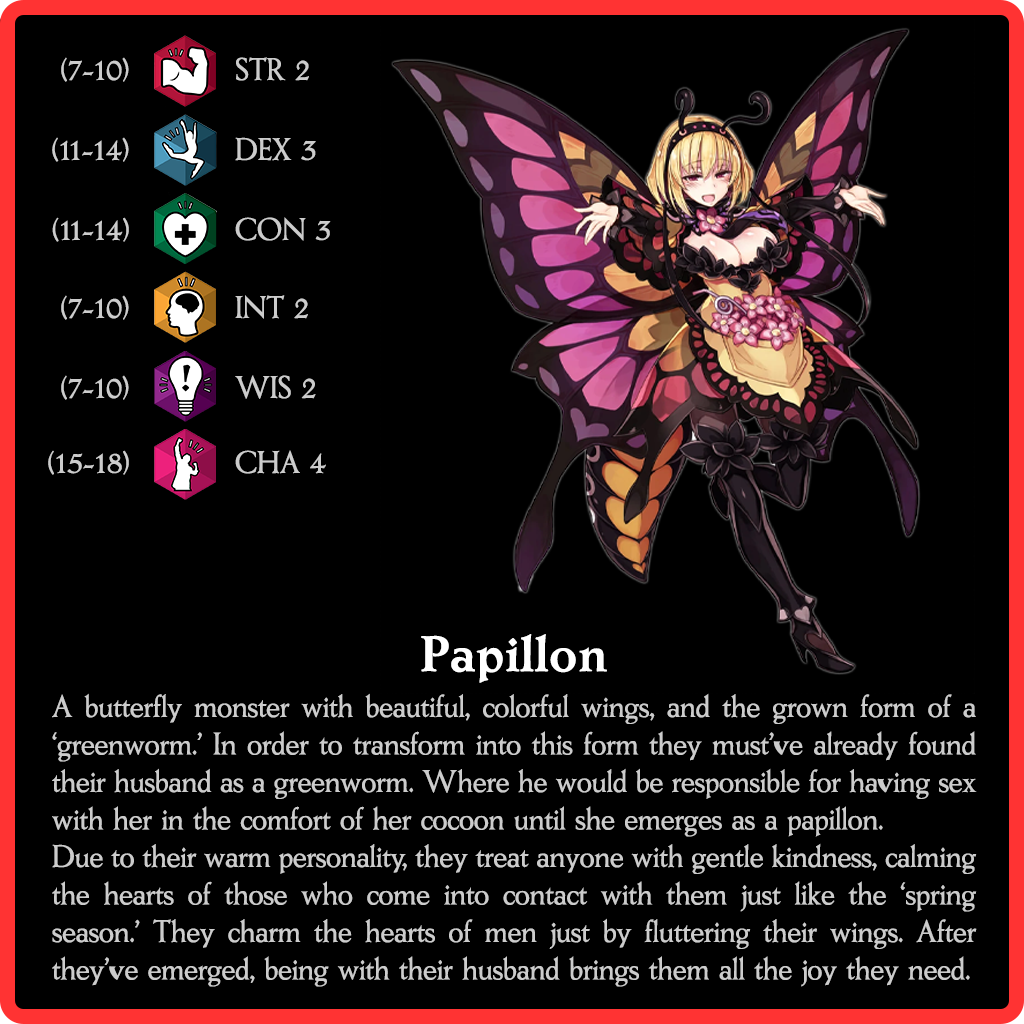 (7-10) STR 2
(11-14) DEX 3
(11-14) CON 3
(7-10) INT 2
(7-10) WIS 2
(15-18) CHA 4
Papillon
A butterfly monster with beautiful, colorful wings, and the grown form of a
‘greenworm.’ In order to transform into this form they must’ve already found
their husband as a greenworm. Where he would be responsible for having sex
with her in the comfort of her cocoon until she emerges as a papillon.
Due to their warm personality, they treat anyone with gentle kindness, calming
the hearts of those who come into contact with them just like the ‘spring
season.’ They charm the hearts of men just by fluttering their wings. After
they’ve emerged, being with their husband brings them all the joy they need.